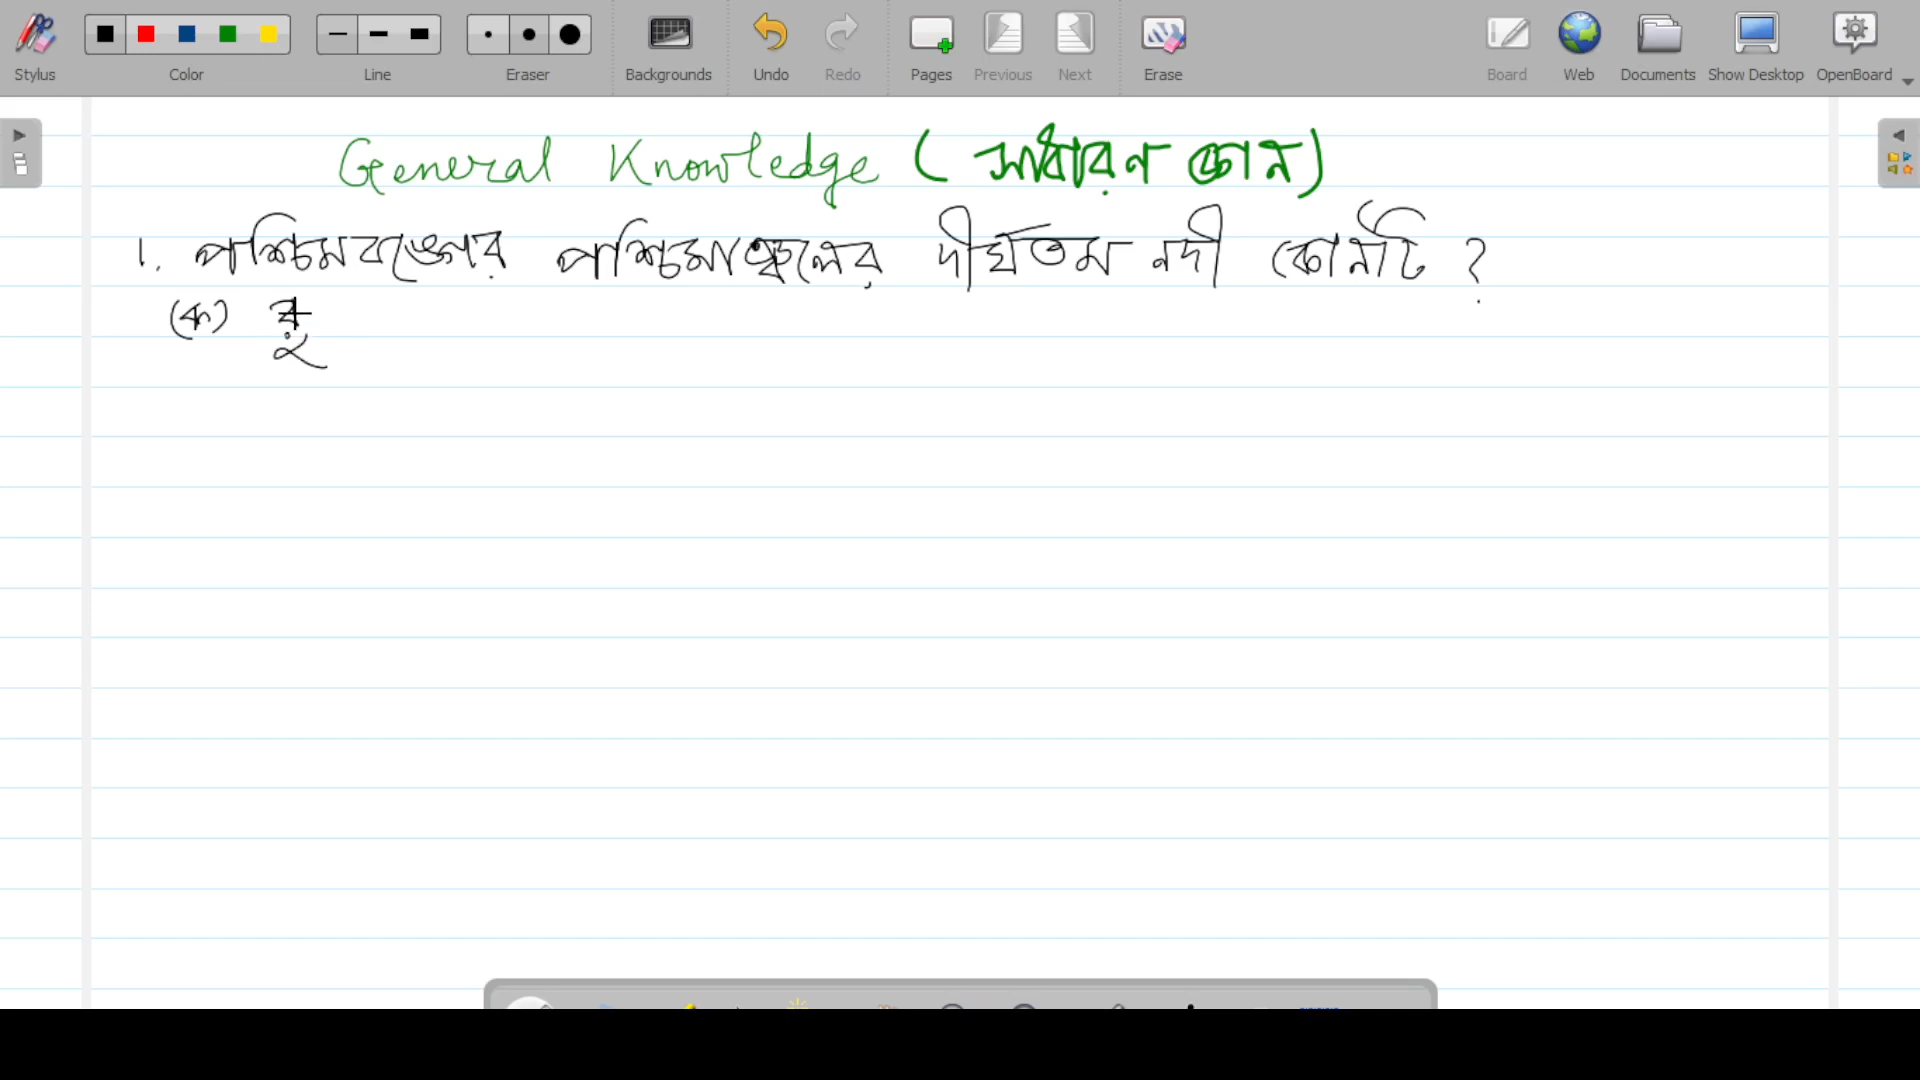 Stylus Color Line Eraser Backgrounds Undo Redo Pages Previous Next Erase Board Web Documents Show Desktop OpenBoard
General Knowledge (সাধারণ জ্ঞান)
1. পশ্চিমবঙ্গের পশ্চিমাঞ্চলের দীর্ঘতম নদী কোনটি ?
(ক)